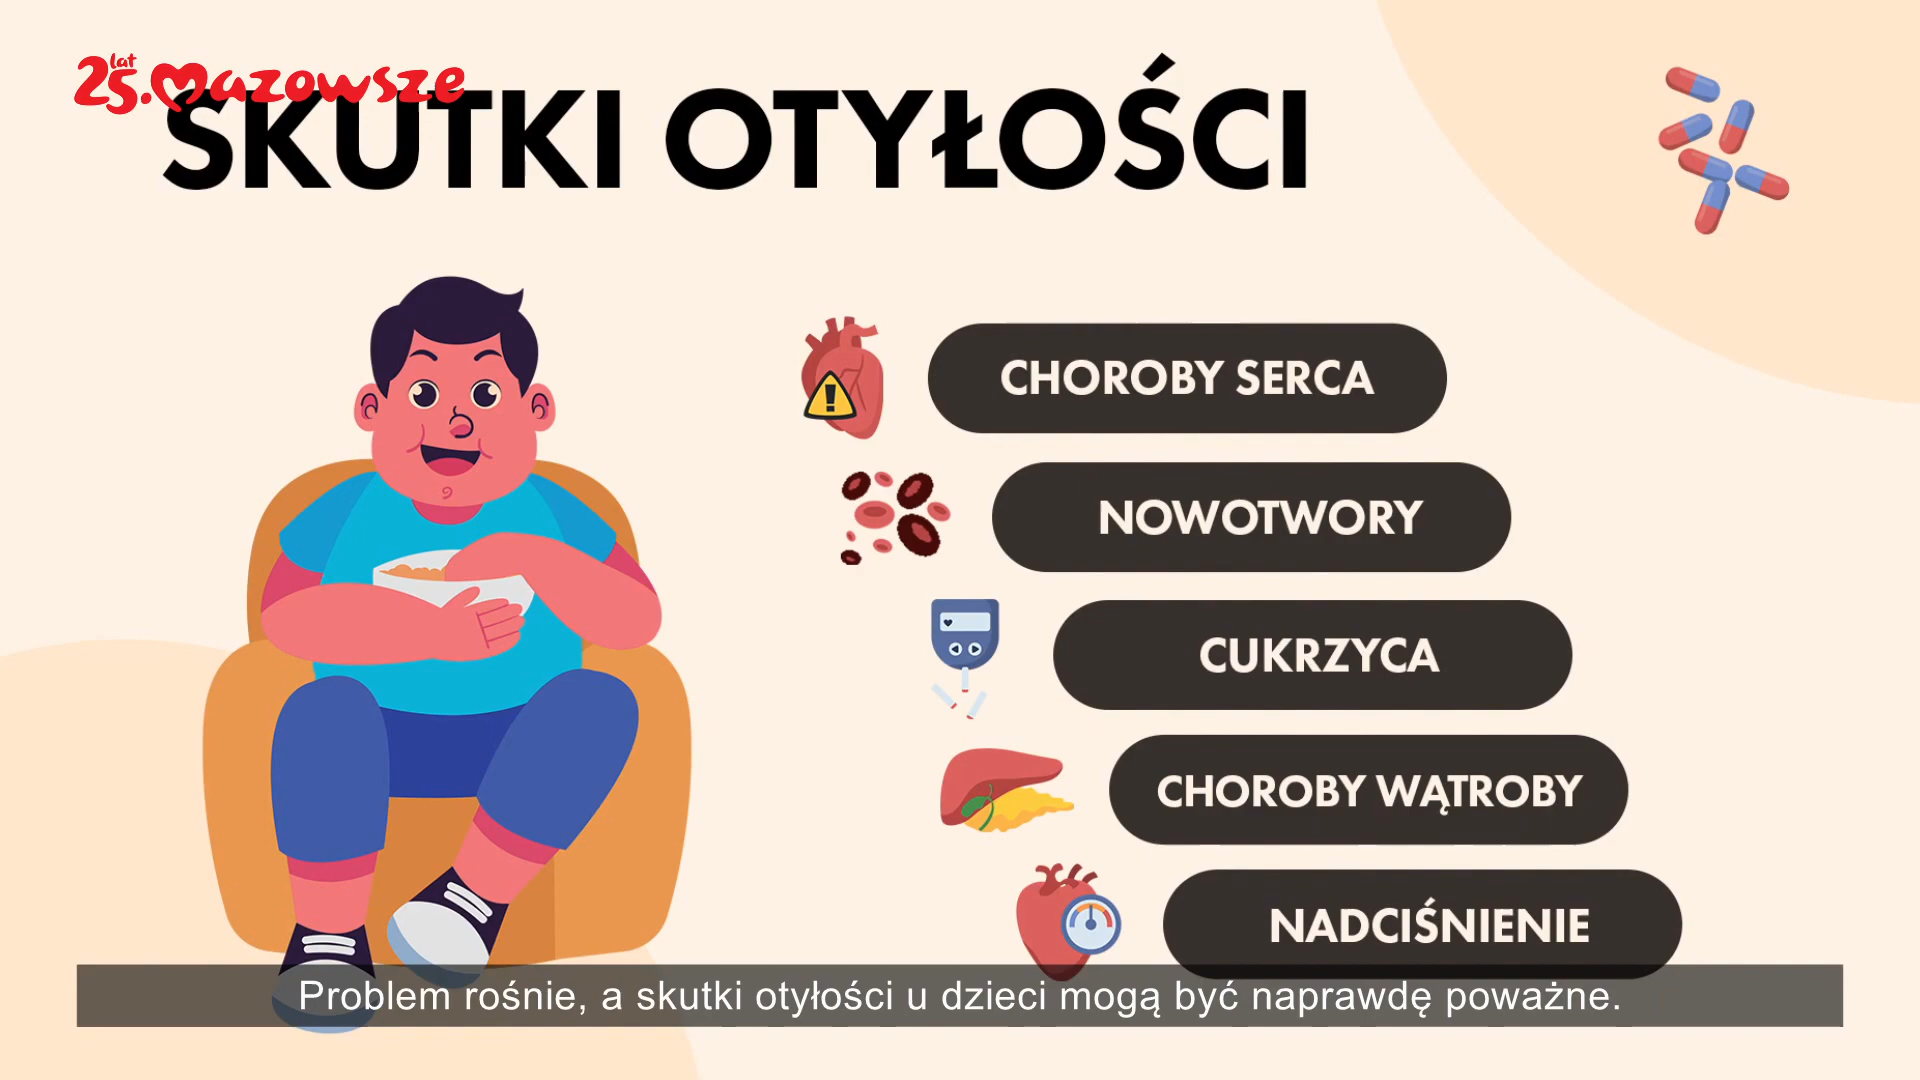 25 lat. Mazowsze
SKUTKI OTYŁOŚCI
CHOROBY SERCA
NOWOTWORY
CUKRZYCA
CHOROBY WĄTROBY
NADCIŚNIENIE
Problem rośnie, a skutki otyłości u dzieci mogą być naprawdę poważne.